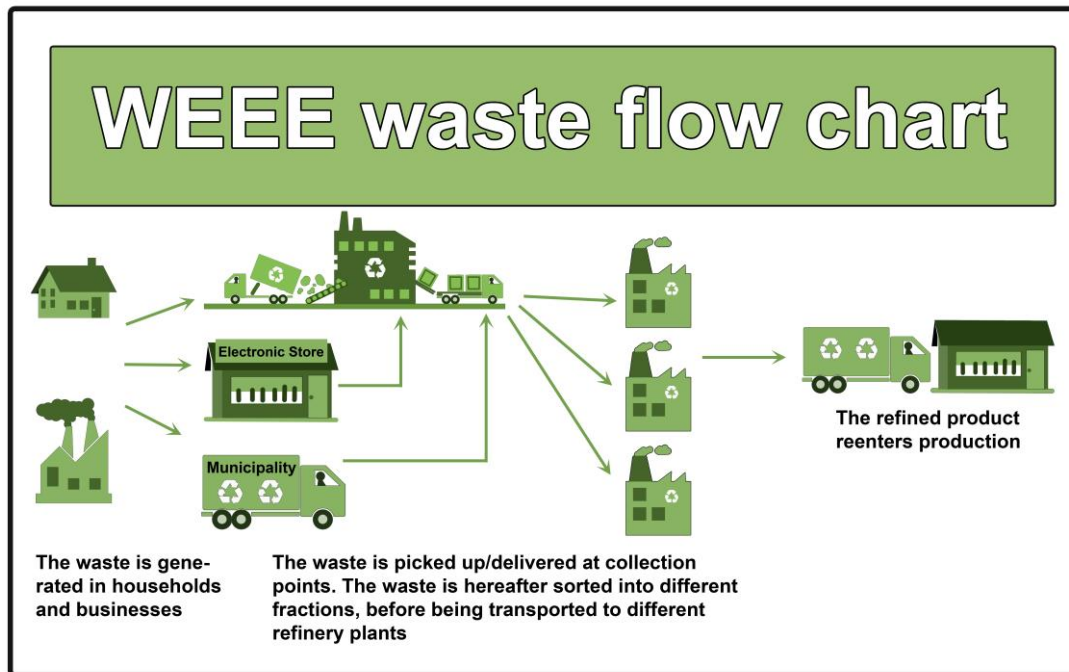 WEEE waste flow chart
Electronic Store
Municipality
The refined product
reenters production
The waste is gene-
rated in households
and businesses
The waste is picked up/delivered at collection
points. The waste is hereafter sorted into different
fractions, before being transported to different
refinery plants